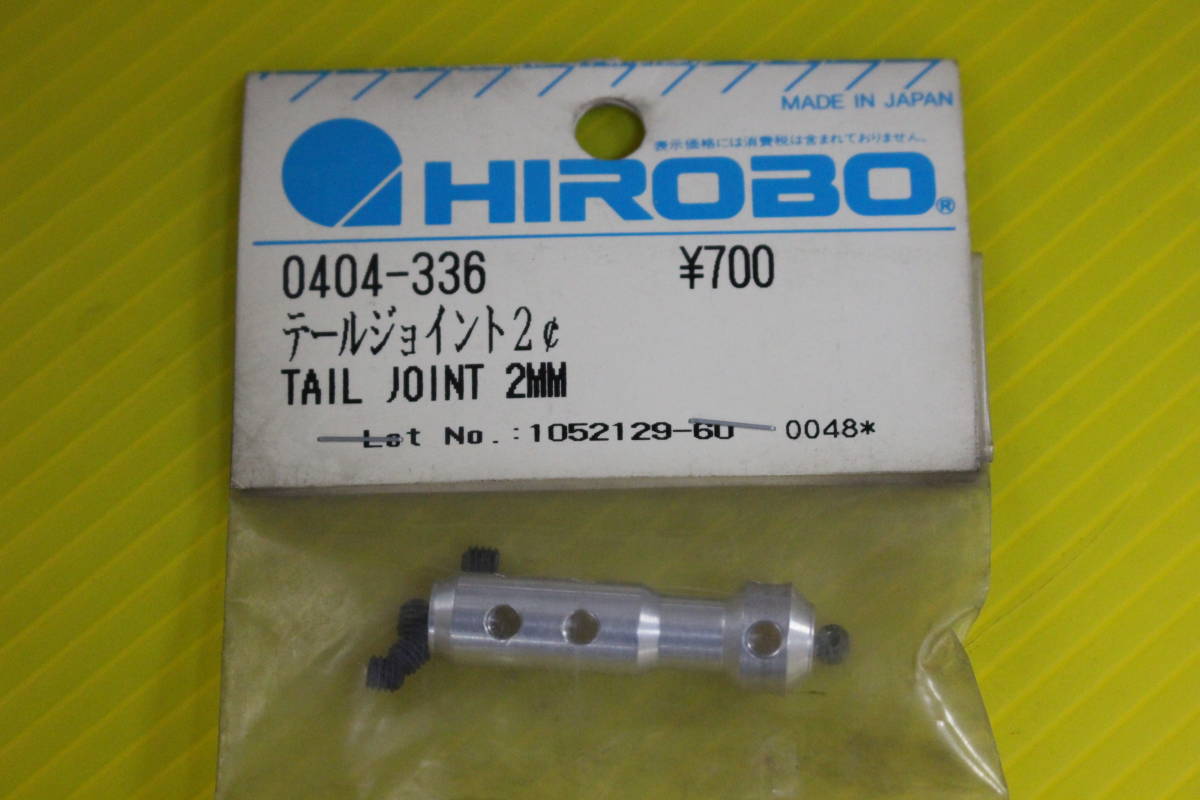 MADE IN JAPAN
表示価格には消費税は含まれておりません。
HIROBO®
0404-336 ¥700
テールジョイント2¢
TAIL JOINT 2MM
Lot No.:1052129-60 0048*